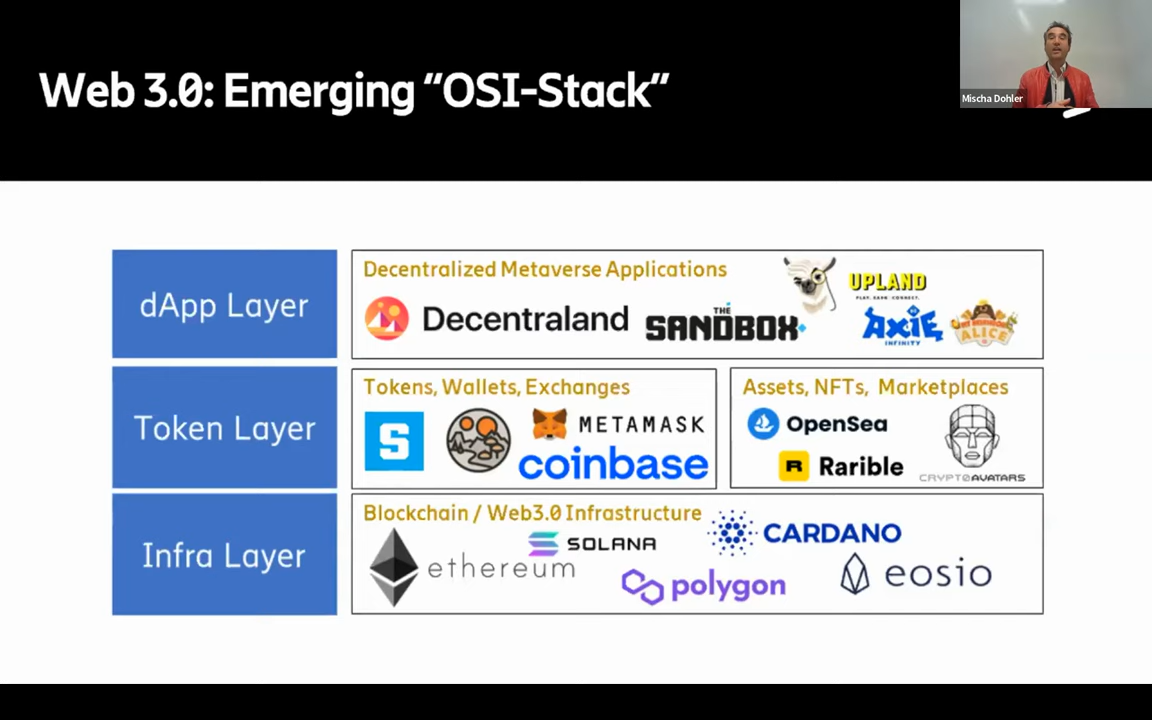 Web 3.0: Emerging “OSI-Stack”
Mischa Dohler
dApp Layer
Decentralized Metaverse Applications
Decentraland
THE
SANDBOX
UPLAND
PLAY. EARN. CONNECT.
AXIE
INFINITY
MY NEIGHBOR
ALICE
Token Layer
Tokens, Wallets, Exchanges
S
METAMASK
coinbase
Assets, NFTs, Marketplaces
OpenSea
R Rarible
CRYPTOAVATARS
Infra Layer
Blockchain / Web3.0 Infrastructure
ethereum
SOLANA
polygon
CARDANO
eosio